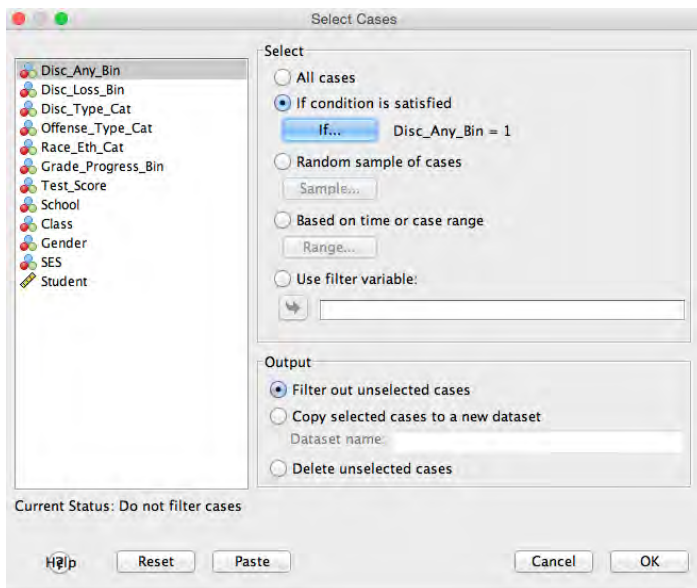 Select Cases
Disc_Any_Bin
Disc_Loss_Bin
Disc_Type_Cat
Offense_Type_Cat
Race_Eth_Cat
Grade_Progress_Bin
Test_Score
School
Class
Gender
SES
Student
Select
All cases
If condition is satisfied
If... Disc_Any_Bin = 1
Random sample of cases
Sample...
Based on time or case range
Range...
Use filter variable:
Output
Filter out unselected cases
Copy selected cases to a new dataset
Dataset name:
Delete unselected cases
Current Status: Do not filter cases
Help Reset Paste Cancel OK